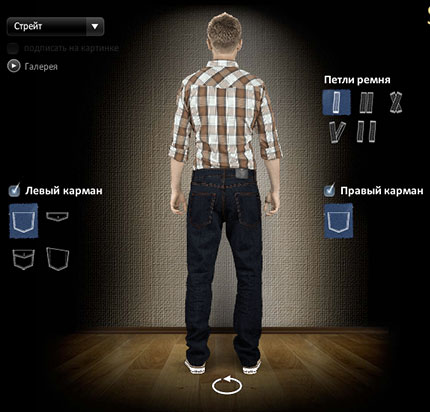 Стрейт
подписать на картинке
Галерея
Петли ремня
Левый карман
Правый карман